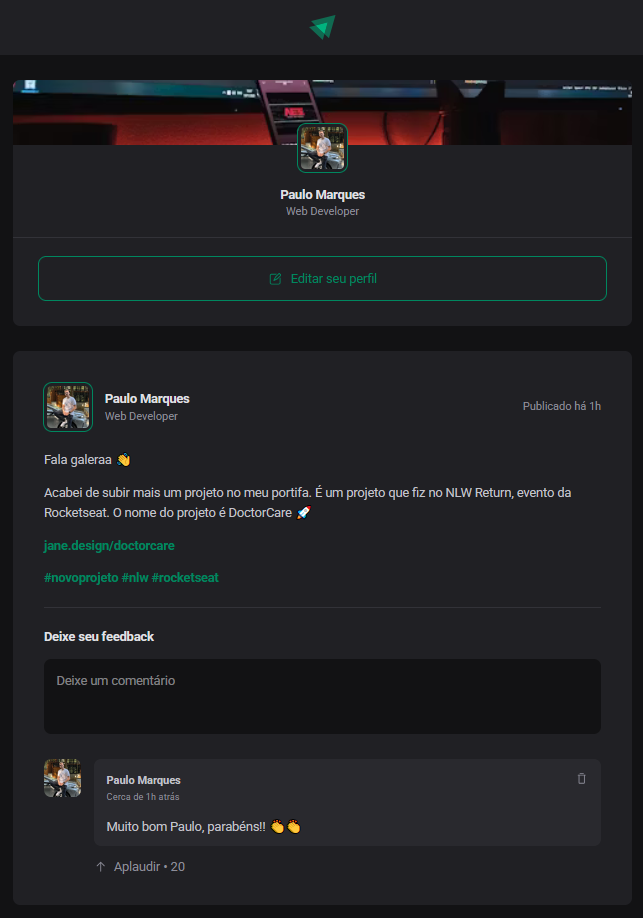 Paulo Marques
Web Developer
Editar seu perfil
Paulo Marques
Web Developer
Publicado há 1h
Fala galeraa 👋
Acabei de subir mais um projeto no meu portifa. É um projeto que fiz no NLW Return, evento da
Rocketseat. O nome do projeto é DoctorCare 🚀
jane.design/doctorcare
#novoprojeto #nlw #rocketseat
Deixe seu feedback
Deixe um comentário
Paulo Marques
Cerca de 1h atrás
Muito bom Paulo, parabéns!! 👏👏
Aplaudir • 20